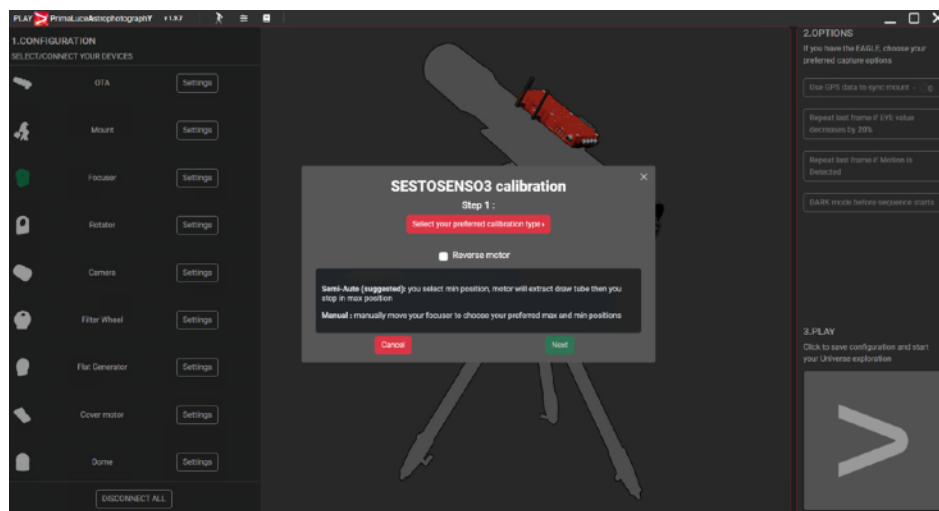 PLAY PrimaLuceAstrophotographY v 1.9.7
1.CONFIGURATION
SELECT/CONNECT YOUR DEVICES
OTA Settings
Mount Settings
Focuser Settings
Rotator Settings
Camera Settings
Filter Wheel Settings
Flat Generator Settings
Cover motor Settings
Dome Settings
DISCONNECT ALL
SESTOSENSO3 calibration
Step 1 :
Select your preferred calibration type
Reverse motor
Semi-Auto (suggested): you select min position, motor will extract draw tube then you
stop in max position
Manual : manually move your focuser to choose your preferred max and min positions
Cancel Next
2.OPTIONS
If you have the EAGLE, choose your
preferred capture options
Use GPS data to sync mount -
Repeat last frame if EYE value
decreases by 20%
Repeat last frame if Motion is
Detected
DARK mode before sequence starts
3.PLAY
Click to save configuration and start
your Universe exploration